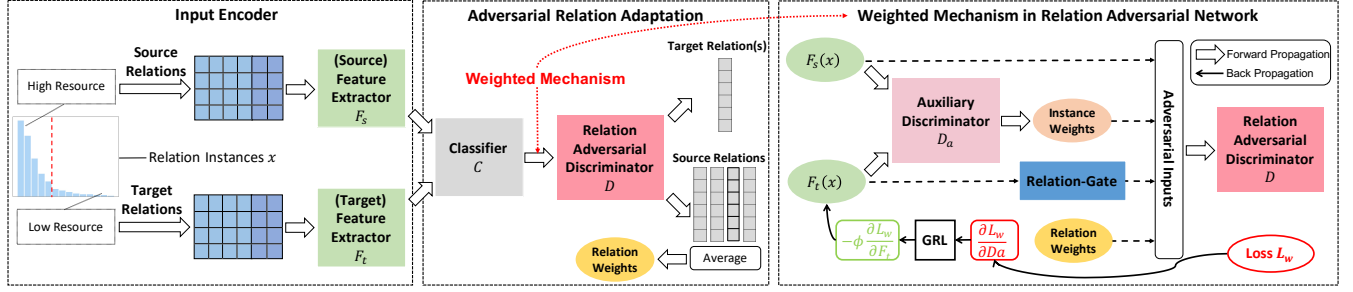 Input Encoder
Source
Relations
High Resource
Relation Instances x
Target
Relations
Low Resource
(Source)
Feature
Extractor
F_s
(Target)
Feature
Extractor
F_t
Adversarial Relation Adaptation
Target Relation(s)
Weighted Mechanism
Classifier
C
Relation
Adversarial
Discriminator
D
Source Relations
Relation
Weights
Average
Weighted Mechanism in Relation Adversarial Network
F_s(x)
F_t(x)
Auxiliary
Discriminator
D_a
Instance
Weights
Relation-Gate
Relation
Weights
−ϕ ∂L_w/∂F_t
GRL
∂L_w/∂Da
Adversarial Inputs
Forward Propagation
Back Propagation
Relation
Adversarial
Discriminator
D
Loss L_w